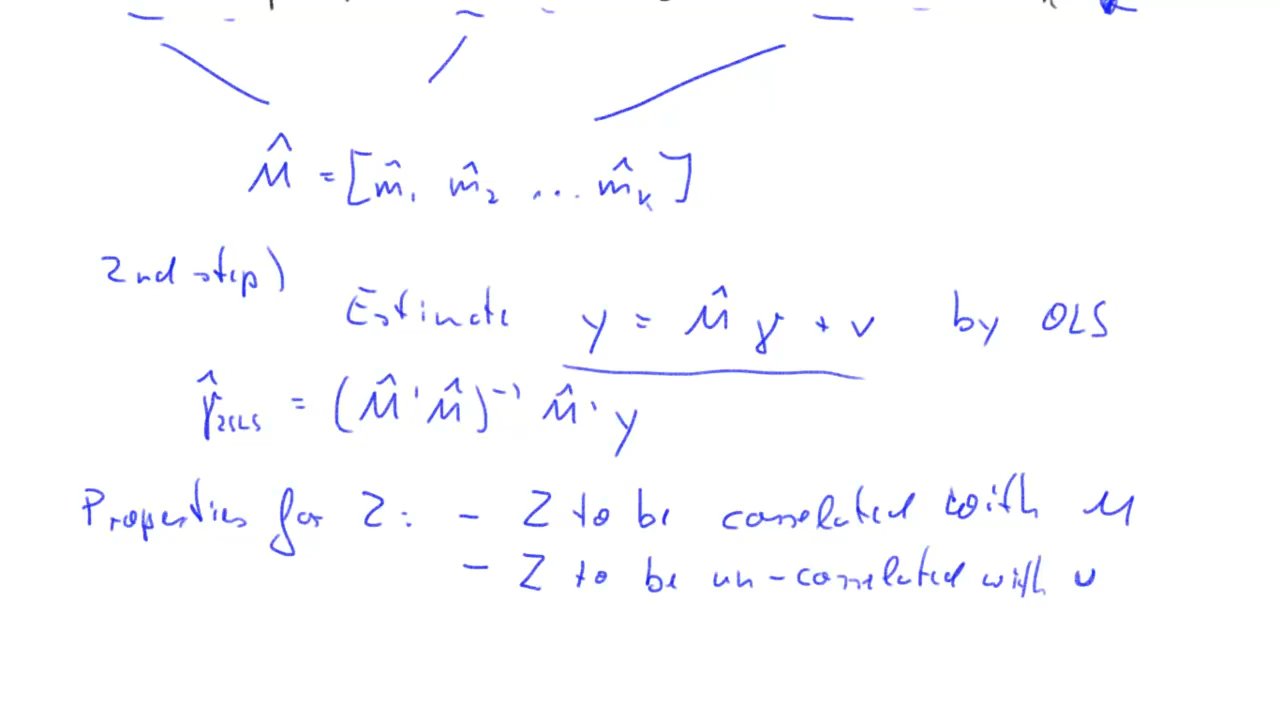 M̂ = [m̂₁ m̂₂ ... m̂ₖ]
2nd step)
Estimate y = M̂ γ + v by OLS
γ̂₂SLS = (M̂'M̂)⁻¹ M̂'y
Properties for Z: - Z to be correlated with M
- Z to be un-correlated with u